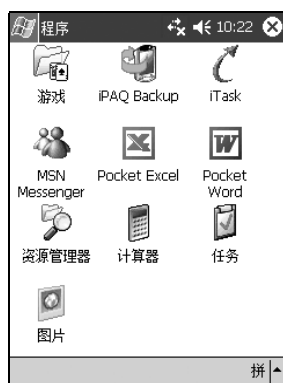 程序 10:22
游戏 iPAQ Backup iTask
MSN Messenger Pocket Excel Pocket Word
资源管理器 计算器 任务
图片
拼